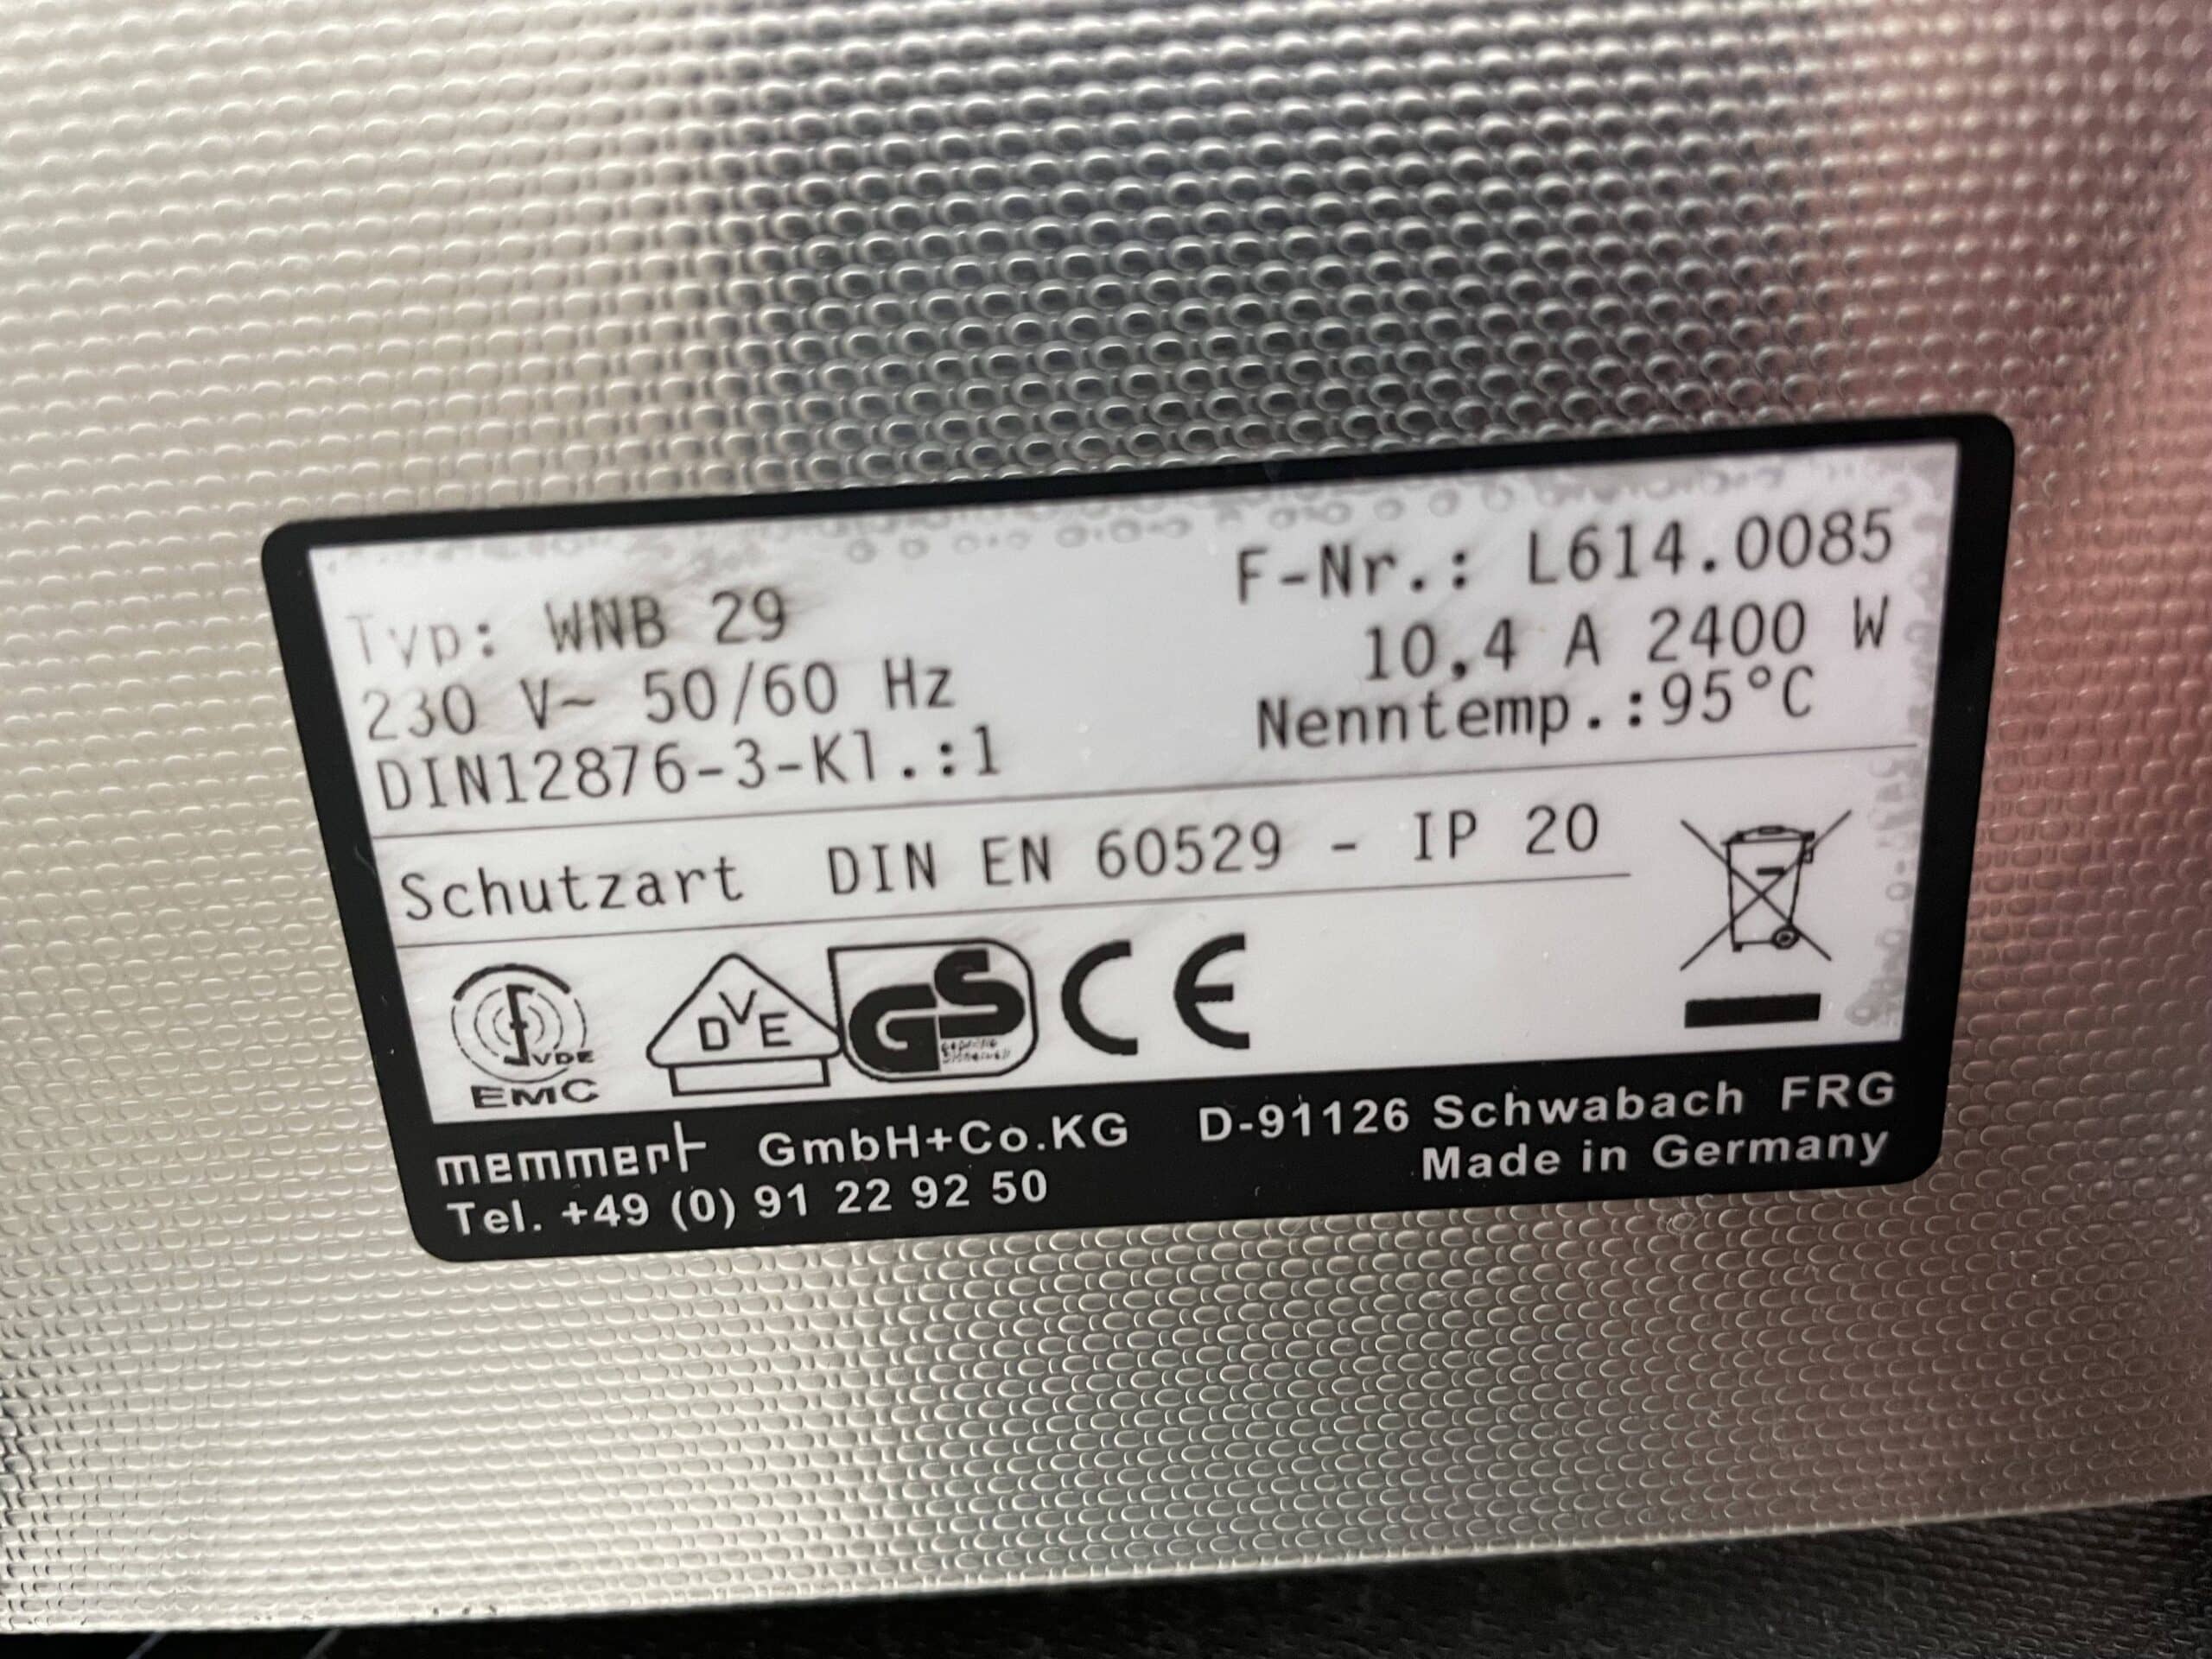 Typ: WNB 29
F-Nr.: L614.0085
230 V~ 50/60 Hz
10,4 A 2400 W
DIN12876-3-Kl.:1
Nenntemp.:95°C
Schutzart DIN EN 60529 - IP 20
VDE
EMC
DVE
GS
geprüfte Sicherheit
CE
memmert GmbH+Co.KG D-91126 Schwabach FRG
Tel. +49 (0) 91 22 92 50
Made in Germany